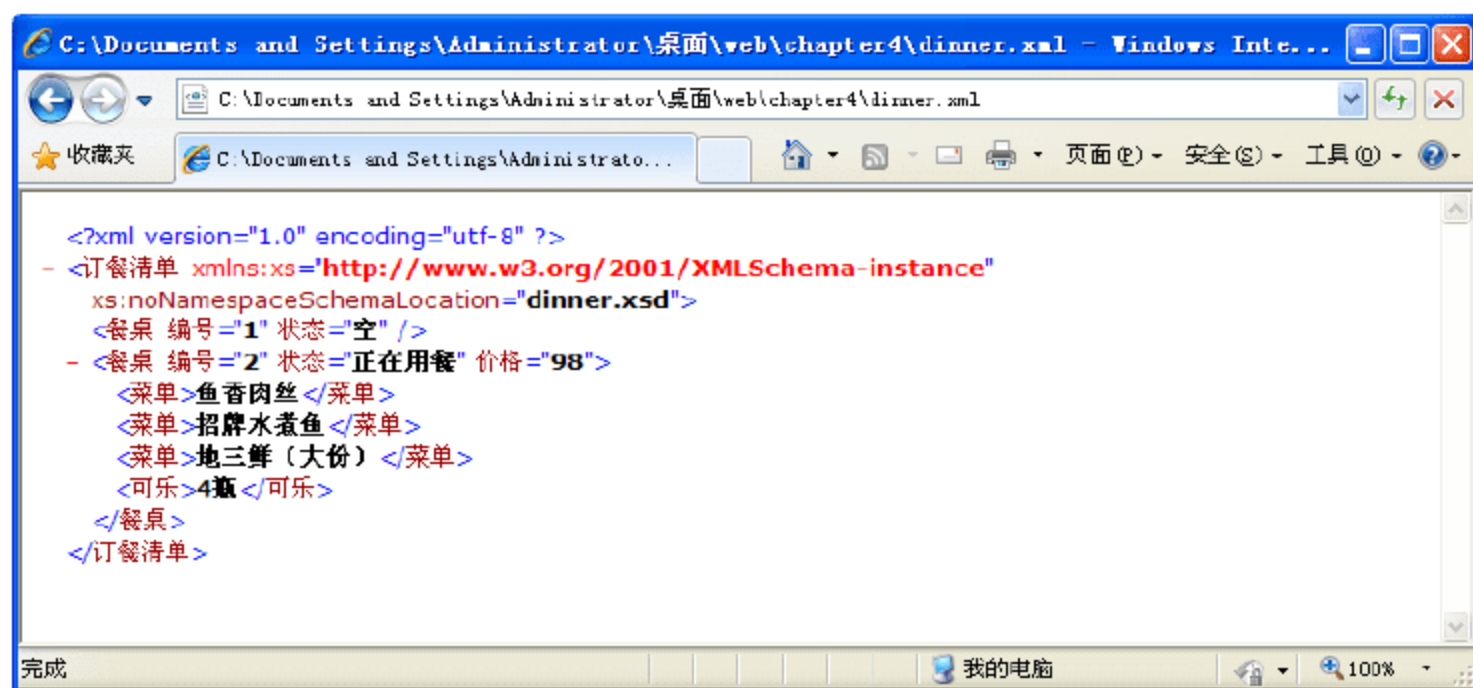 C:\Documents and Settings\Administrator\桌面\web\chapter4\dinner.xml - Windows Inte...
C:\Documents and Settings\Administrator\桌面\web\chapter4\dinner.xml
收藏夹 C:\Documents and Settings\Administrato... 页面(P) 安全(S) 工具(O)
<?xml version="1.0" encoding="utf-8" ?>
- <订餐清单 xmlns:xs="http://www.w3.org/2001/XMLSchema-instance"
xs:noNamespaceSchemaLocation="dinner.xsd">
<餐桌 编号="1" 状态="空" />
- <餐桌 编号="2" 状态="正在用餐" 价格="98">
<菜单>鱼香肉丝</菜单>
<菜单>招牌水煮鱼</菜单>
<菜单>地三鲜（大份）</菜单>
<可乐>4瓶</可乐>
</餐桌>
</订餐清单>
完成 我的电脑 100%